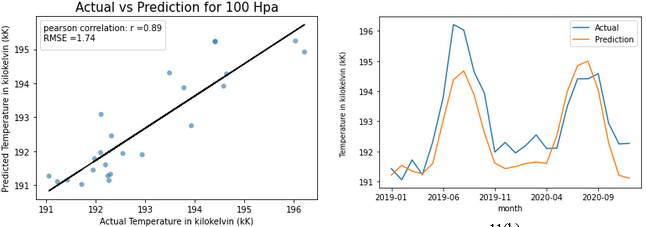 Actual vs Prediction for 100 Hpa
pearson correlation: r =0.89
RMSE =1.74
Predicted Temperature in kilokelvin (kK)
195
194
193
192
191
191 192 193 194 195 196
Actual Temperature in kilokelvin (kK)
Actual
Prediction
Temperature in kilokelvin (kK)
196
195
194
193
192
191
2019-01 2019-06 2019-11 2020-04 2020-09
month